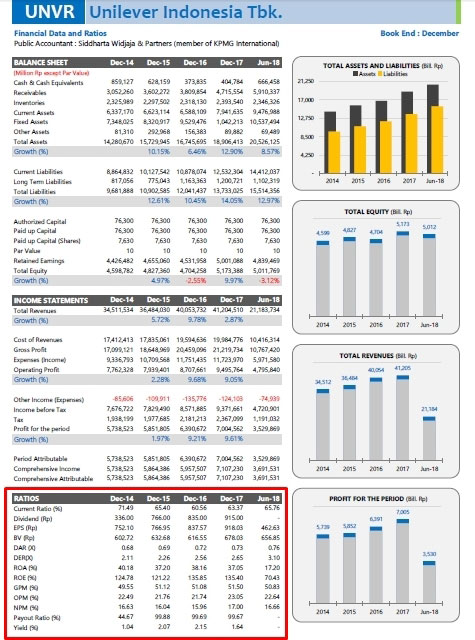 UNVR Unilever Indonesia Tbk.
Financial Data and Ratios Book End : December
Public Accountant : Siddharta Widjaja & Partners (member of KPMG International)
BALANCE SHEET Dec-14 Dec-15 Dec-16 Dec-17 Jun-18
(Million Rp except Par Value)
Cash & Cash Equivalents 859,127 628,159 373,835 404,784 666,458
Receivables 3,052,260 3,602,272 3,809,854 4,715,554 5,910,337
Inventories 2,325,989 2,297,502 2,318,130 2,393,540 2,346,326
Current Assets 6,337,170 6,623,114 6,588,109 7,941,635 9,476,988
Fixed Assets 7,348,025 8,320,917 9,529,476 1,042,213 10,537,494
Other Assets 81,310 292,968 156,383 89,882 69,489
Total Assets 14,280,670 15,729,945 16,745,695 18,906,413 20,526,125
Growth (%) 10.15% 6.46% 12.90% 8.57%
Current Liabilities 8,864,832 10,127,542 10,878,074 12,532,304 14,412,037
Long Term Liabilities 817,056 775,043 1,163,363 1,200,721 1,102,319
Total Liabilities 9,681,888 10,902,585 12,041,437 13,733,025 15,514,356
Growth (%) 12.61% 10.45% 14.05% 12.97%
Authorized Capital 76,300 76,300 76,300 76,300 76,300
Paid up Capital 76,300 76,300 76,300 76,300 76,300
Paid up Capital (Shares) 7,630 7,630 7,630 7,630 7,630
Par Value 10 10 10 10 10
Retained Earnings 4,426,482 4,655,060 4,531,958 5,001,088 4,839,469
Total Equity 4,598,782 4,827,360 4,704,258 5,173,388 5,011,769
Growth (%) 4.97% -2.55% 9.97% -3.12%
INCOME STATEMENTS Dec-14 Dec-15 Dec-16 Dec-17 Jun-18
Total Revenues 34,511,534 36,484,030 40,053,732 41,204,510 21,183,734
Growth (%) 5.72% 9.78% 2.87%
Cost of Revenues 17,412,413 17,835,061 19,594,636 19,984,776 10,416,314
Gross Profit 17,099,121 18,648,969 20,459,096 21,219,734 10,767,420
Expenses (Income) 9,336,793 10,709,568 11,751,435 11,723,970 5,971,580
Operating Profit 7,762,328 7,939,401 8,707,661 9,495,764 4,795,840
Growth (%) 2.28% 9.68% 9.05%
Other Income (Expenses) -85,606 -109,911 -135,776 -124,103 -74,939
Income before Tax 7,676,722 7,829,490 8,571,885 9,371,661 4,720,901
Tax 1,938,199 1,977,685 2,181,213 2,367,099 1,191,032
Profit for the period 5,738,523 5,851,805 6,390,672 7,004,562 3,529,869
Growth (%) 1.97% 9.21% 9.61%
Period Attributable 5,738,523 5,851,805 6,390,672 7,004,562 3,529,869
Comprehensive Income 5,738,523 5,864,386 5,957,507 7,107,230 3,691,531
Comprehensive Attributable 5,738,523 5,864,386 5,957,507 7,107,230 3,691,531
RATIOS Dec-14 Dec-15 Dec-16 Dec-17 Jun-18
Current Ratio (%) 71.49 65.40 60.56 63.37 65.76
Dividend (Rp) 336.00 766.00 835.00 915.00 -
EPS (Rp) 752.10 766.95 837.57 918.03 462.63
BV (Rp) 602.72 632.68 616.55 678.03 656.85
DAR (X) 0.68 0.69 0.72 0.73 0.76
DER(X) 2.11 2.26 2.56 2.65 3.10
ROA (%) 40.18 37.20 38.16 37.05 17.20
ROE (%) 124.78 121.22 135.85 135.40 70.43
GPM (%) 49.55 51.12 51.08 51.50 50.83
OPM (%) 22.49 21.76 21.74 23.05 22.64
NPM (%) 16.63 16.04 15.96 17.00 16.66
Payout Ratio (%) 44.67 99.88 99.69 99.67 -
Yield (%) 1.04 2.07 2.15 1.64 -
TOTAL ASSETS AND LIABILITIES (Bill. Rp)
Assets Liabilities
21,250
17,000
12,750
8,500
4,250
-
2014 2015 2016 2017 Jun-18
TOTAL EQUITY (Bill. Rp)
4,599 4,827 4,704 5,173 5,012
2014 2015 2016 2017 Jun-18
TOTAL REVENUES (Bill. Rp)
34,512 36,484 40,054 41,205 21,184
2014 2015 2016 2017 Jun-18
PROFIT FOR THE PERIOD (Bill. Rp)
5,739 5,852 6,391 7,005 3,530
2014 2015 2016 2017 Jun-18